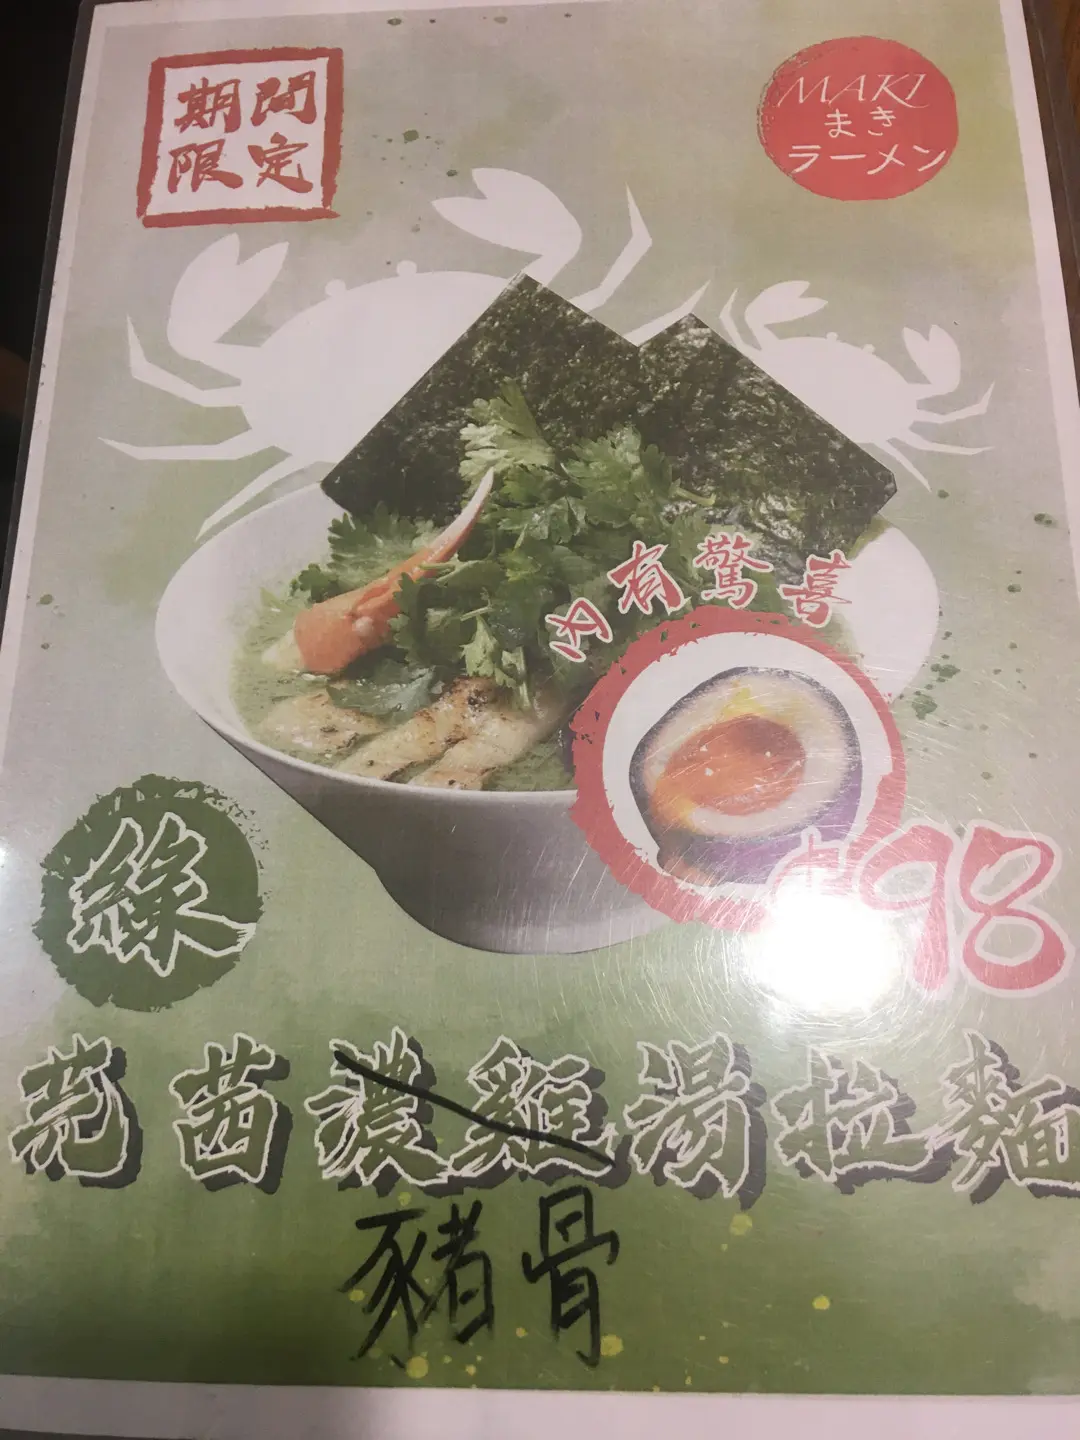 期間
限定
MAKI
まき
ラーメン
內有驚喜
$98
綠
芫茜濃雞湯拉麵
豬骨